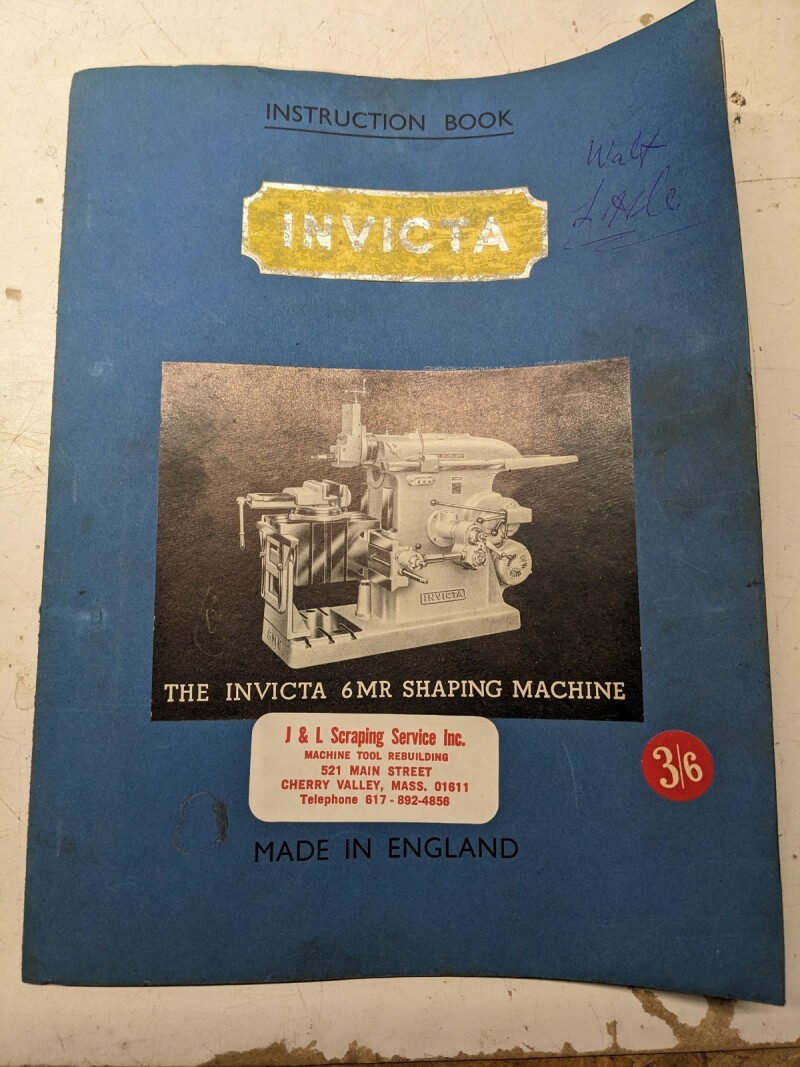 INSTRUCTION BOOK
Walt
INVICTA
INVICTA
6MR
THE INVICTA 6MR SHAPING MACHINE
J & L Scraping Service Inc.
MACHINE TOOL REBUILDING
521 MAIN STREET
CHERRY VALLEY, MASS. 01611
Telephone 617-892-4856
3/6
MADE IN ENGLAND